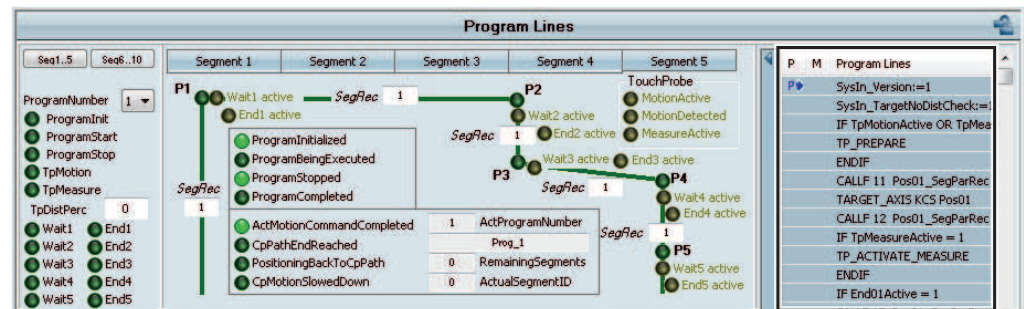 Program Lines
Seg1..5 Seg6..10
Segment 1 Segment 2 Segment 3 Segment 4 Segment 5
P M Program Lines
ProgramNumber 1
ProgramInit
ProgramStart
ProgramStop
TpMotion
TpMeasure
TpDistPerc 0
Wait1 End1
Wait2 End2
Wait3 End3
Wait4 End4
Wait5 End5
P1
Wait1 active
End1 active
SegRec 1
P2
Wait2 active
End2 active
SegRec 1
TouchProbe
MotionActive
MotionDetected
MeasureActive
ProgramInitialized
ProgramBeingExecuted
ProgramStopped
ProgramCompleted
P3
Wait3 active
End3 active
SegRec 1
P4
Wait4 active
End4 active
SegRec
1
ActMotionCommandCompleted 1 ActProgramNumber
Prog_1
CpPathEndReached
PositioningBackToCpPath 0 RemainingSegments
CpMotionSlowedDown 0 ActualSegmentID
SegRec 1
P5
Wait5 active
End5 active
P
SysIn_Version:=1
SysIn_TargetNoDistCheck:=1
IF TpMotionActive OR TpMea
TP_PREPARE
ENDIF
CALLF 11 Pos01_SegParRec
TARGET_AXIS KCS Pos01
CALLF 12 Pos01_SegParRec
IF TpMeasureActive = 1
TP_ACTIVATE_MEASURE
ENDIF
IF End01Active = 1